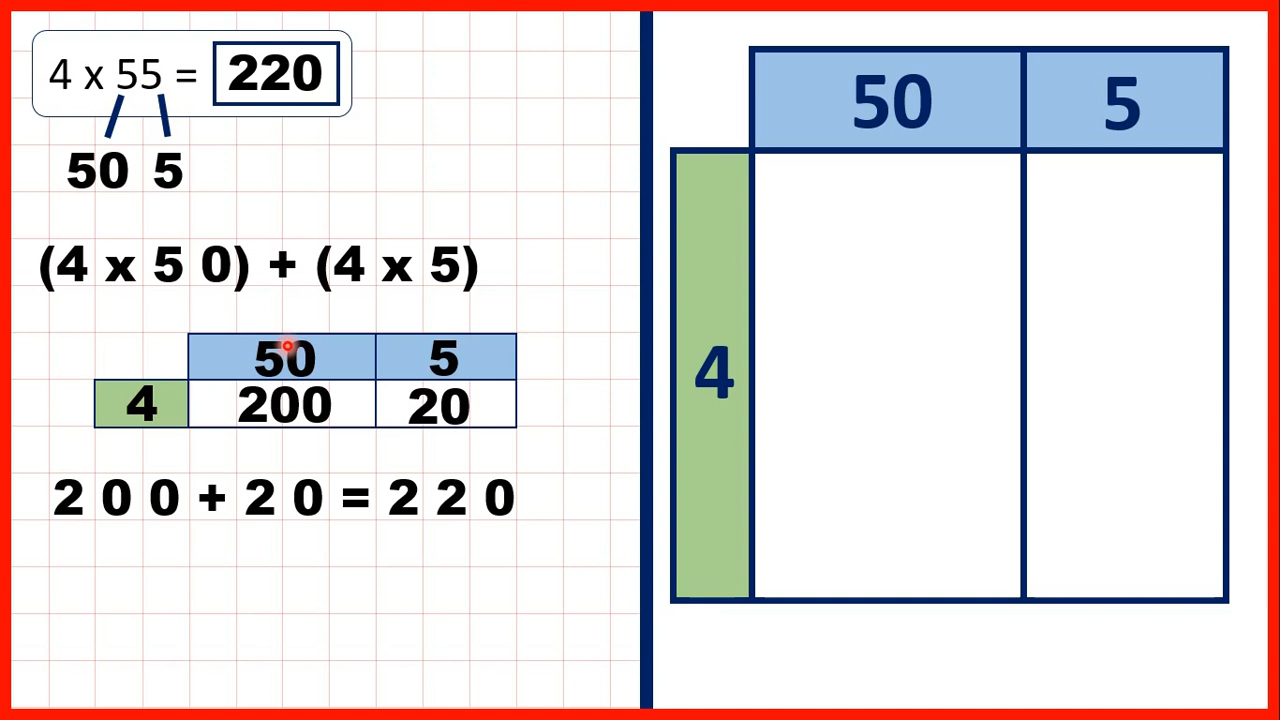 4 x 55 = 220
50 5
(4 x 5 0) + (4 x 5)
50 5
4 200 20
2 0 0 + 2 0 = 2 2 0
50 5
4